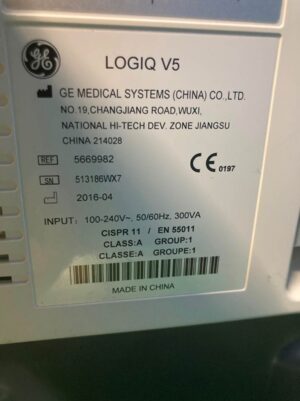 GE
LOGIQ V5
GE MEDICAL SYSTEMS (CHINA) CO.,LTD.
NO.19,CHANGJIANG ROAD,WUXI,
NATIONAL HI-TECH DEV. ZONE JIANGSU
CHINA 214028
REF 5669982
CE 0197
SN 513186WX7
2016-04
INPUT: 100-240V~, 50/60Hz, 300VA
CISPR 11 / EN 55011
CLASS:A GROUP:1
CLASSE:A GROUPE:1
MADE IN CHINA